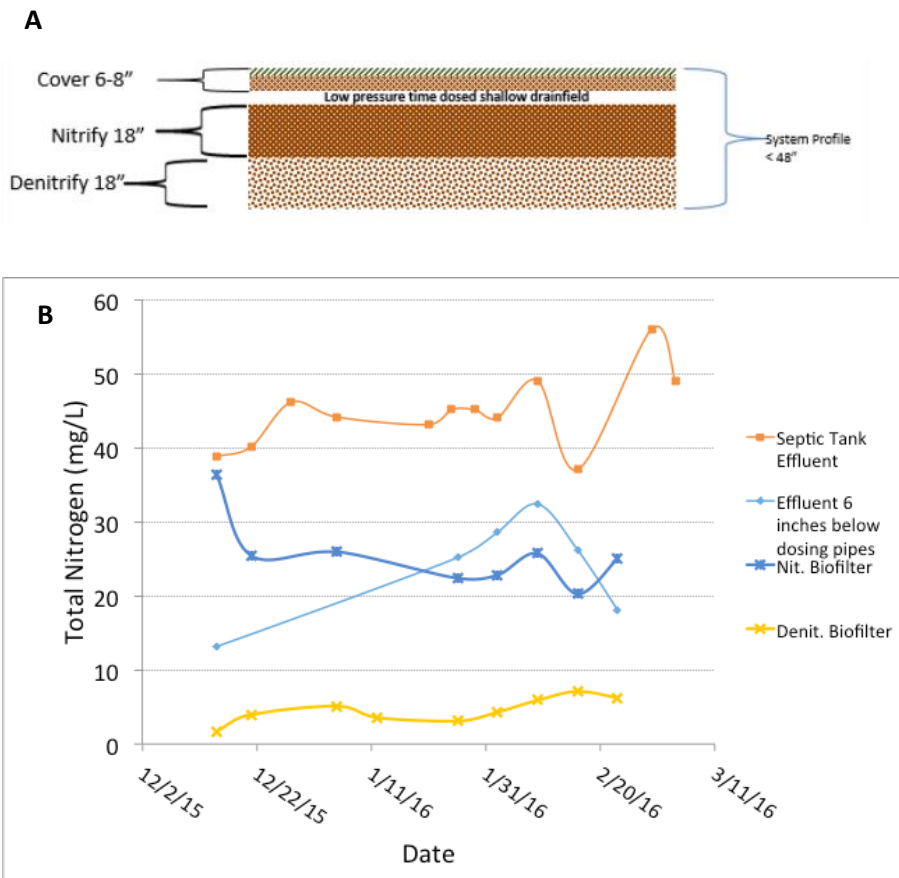 A
Cover 6-8”
Low pressure time dosed shallow drainfield
Nitrify 18”
System Profile
< 48”
Denitrify 18”
B
60
50
40
30
20
10
0
Total Nitrogen (mg/L)
12/2/15
12/22/15
1/11/16
1/31/16
2/20/16
3/11/16
Date
Septic Tank
Effluent
Effluent 6
inches below
dosing pipes
Nit. Biofilter
Denit. Biofilter